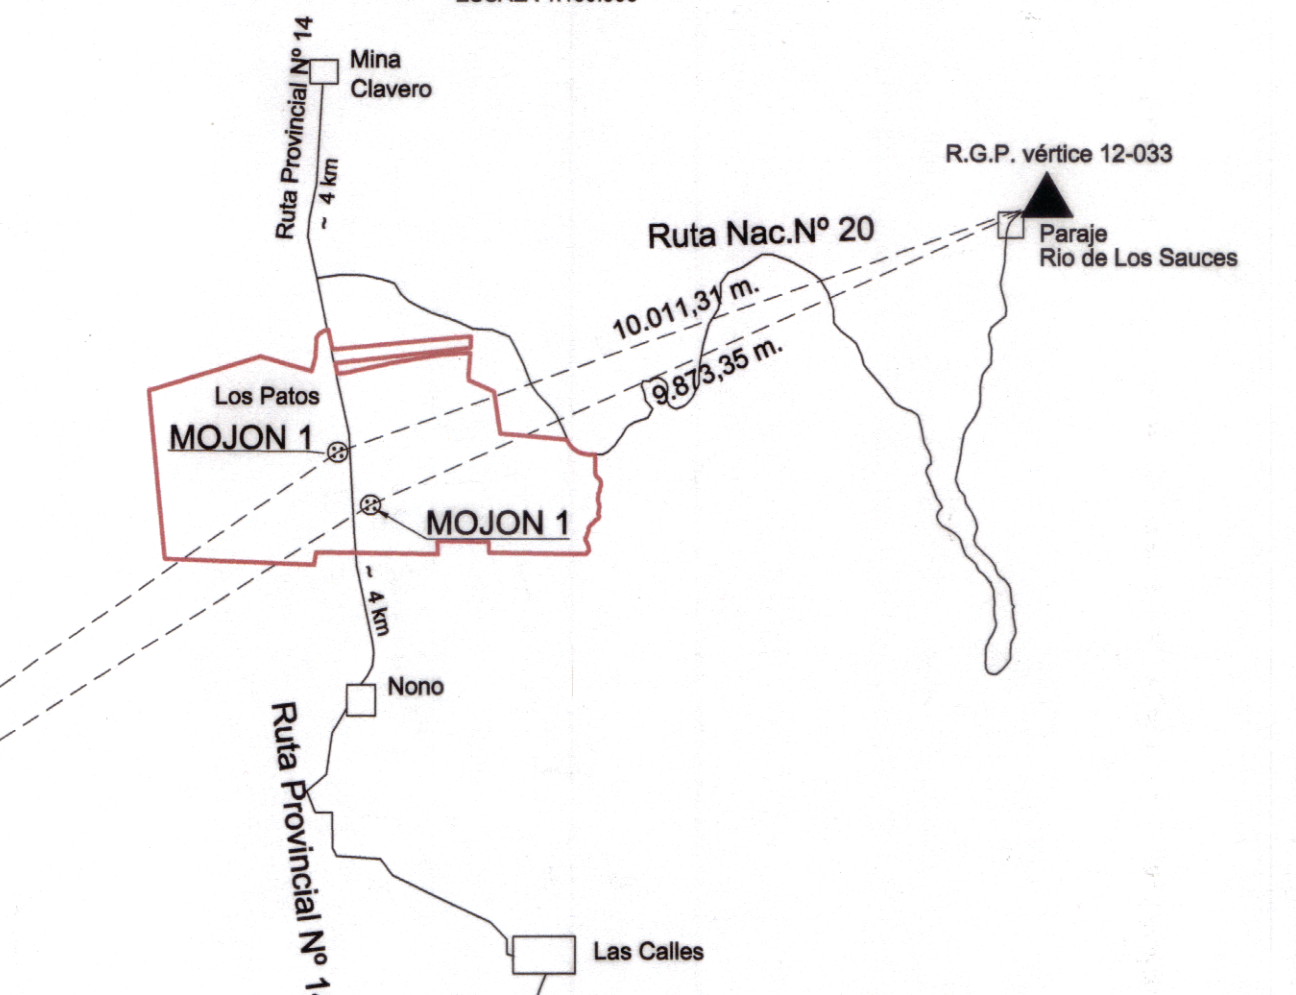 Ruta Provincial Nº 14
Mina
Clavero
~ 4 km
R.G.P. vértice 12-033
Paraje
Rio de Los Sauces
Ruta Nac.Nº 20
10.011,31 m.
9.873,35 m.
Los Patos
MOJON 1
MOJON 1
~ 4 km
Nono
Ruta Provincial Nº
Las Calles